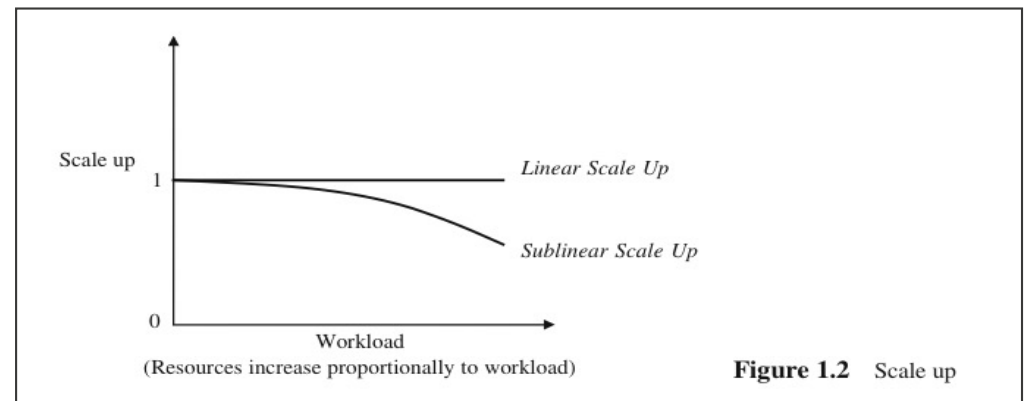 Scale up
1
Linear Scale Up
Sublinear Scale Up
0
Workload
(Resources increase proportionally to workload)
Figure 1.2 Scale up